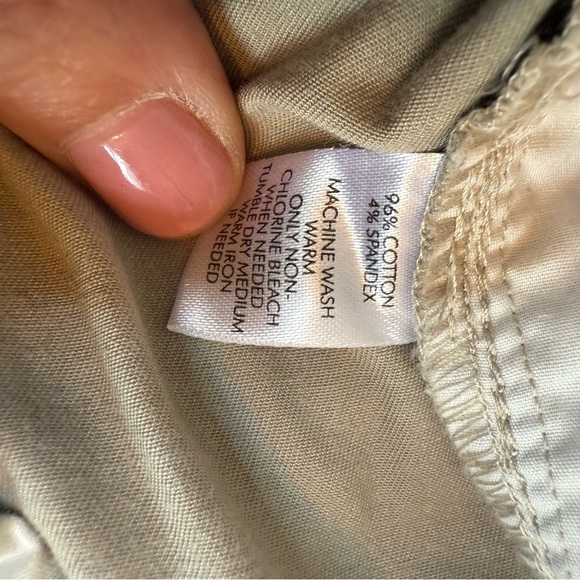 96% COTTON
4% SPANDEX
MACHINE WASH
WARM
ONLY NON-
CHLORINE BLEACH
WHEN NEEDED
TUMBLE DRY MEDIUM
WARM IRON
IF NEEDED